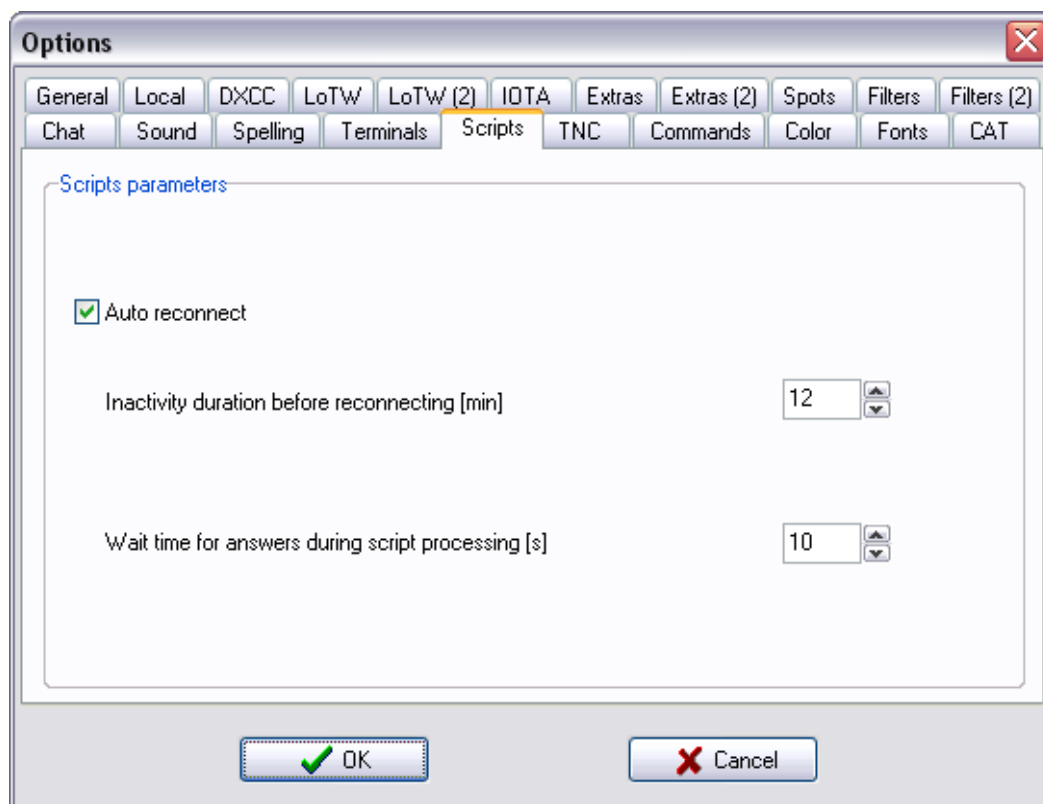 Options
General Local DXCC LoTW LoTW (2) IOTA Extras Extras (2) Spots Filters Filters (2)
Chat Sound Spelling Terminals Scripts TNC Commands Color Fonts CAT
Scripts parameters
Auto reconnect
Inactivity duration before reconnecting [min] 12
Wait time for answers during script processing [s] 10
OK Cancel